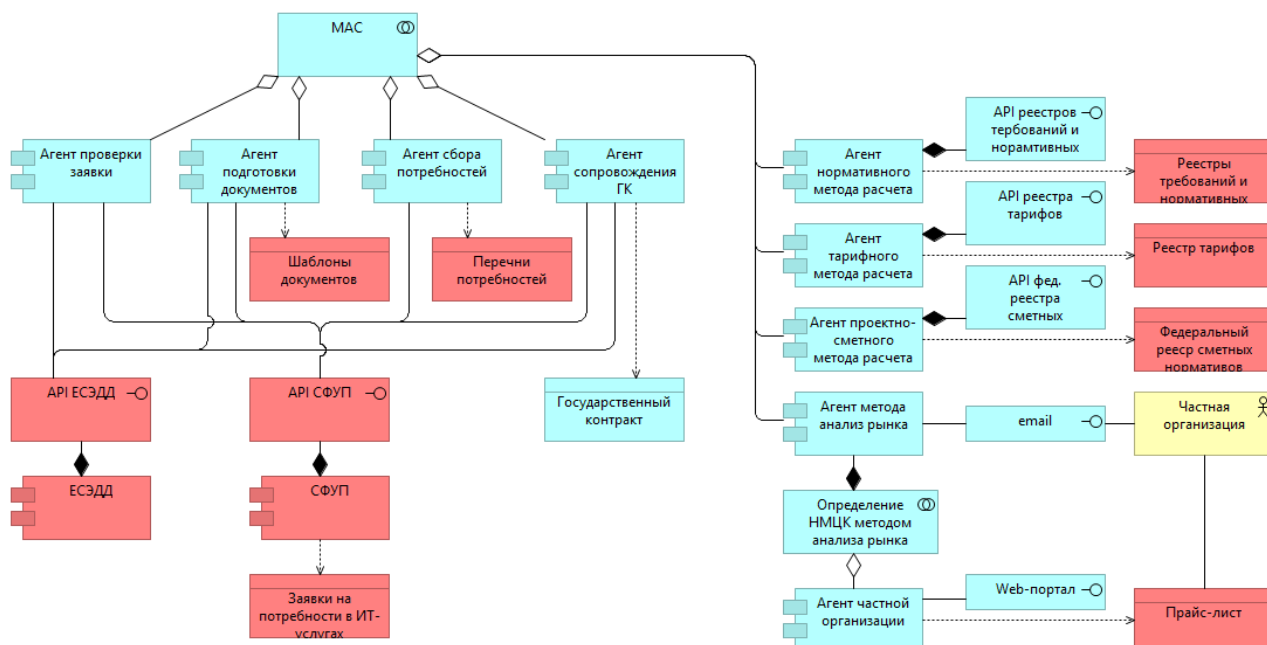 МАС
Агент проверки
заявки
Агент
подготовки
документов
Агент сбора
потребностей
Агент
сопровождения
ГК
Шаблоны
документов
Перечни
потребностей
API ЕСЭДД
API СФУП
Государственный
контракт
ЕСЭДД
СФУП
Заявки на
потребности в ИТ-
услугах
API реестров
тербований и
норамтивных
Агент
нормативного
метода расчета
Реестры
требований и
нормативных
API реестра
тарифов
Агент
тарифного
метода расчета
Реестр тарифов
API фед.
реестра
сметных
Агент проектно-
сметного
метода расчета
Федеральный
рееср сметных
нормативов
Агент метода
анализ рынка
email
Частная
организация
Определение
НМЦК методом
анализа рынка
Агент частной
организации
Web-портал
Прайс-лист